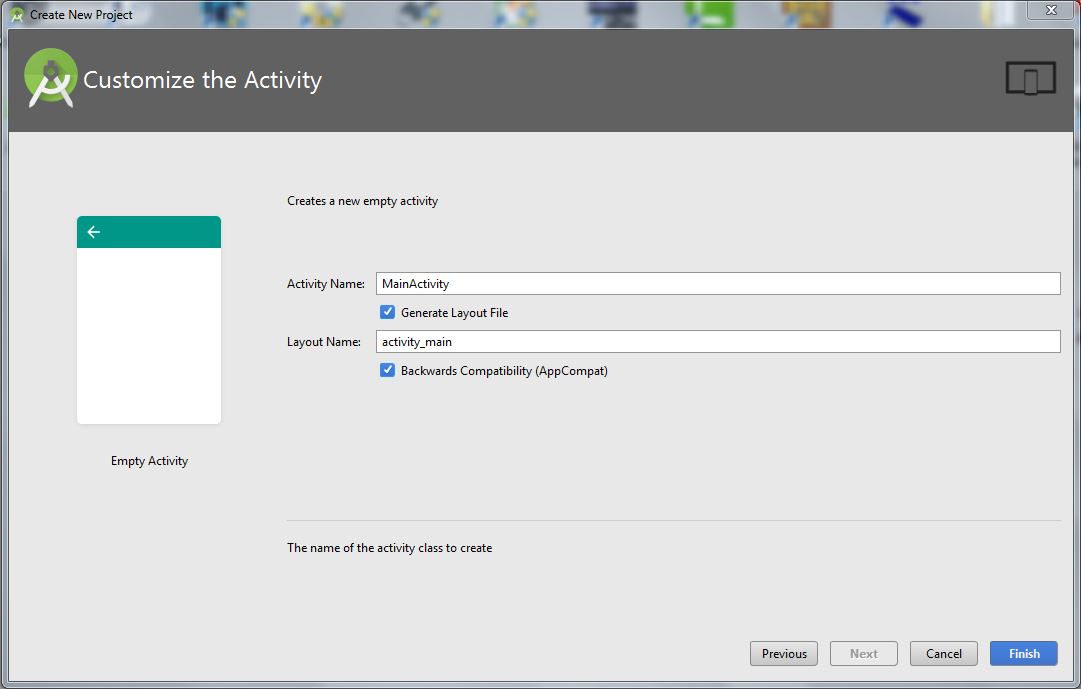 Create New Project
Customize the Activity
Creates a new empty activity
Activity Name: MainActivity
Generate Layout File
Layout Name: activity_main
Backwards Compatibility (AppCompat)
Empty Activity
The name of the activity class to create
Previous Next Cancel Finish